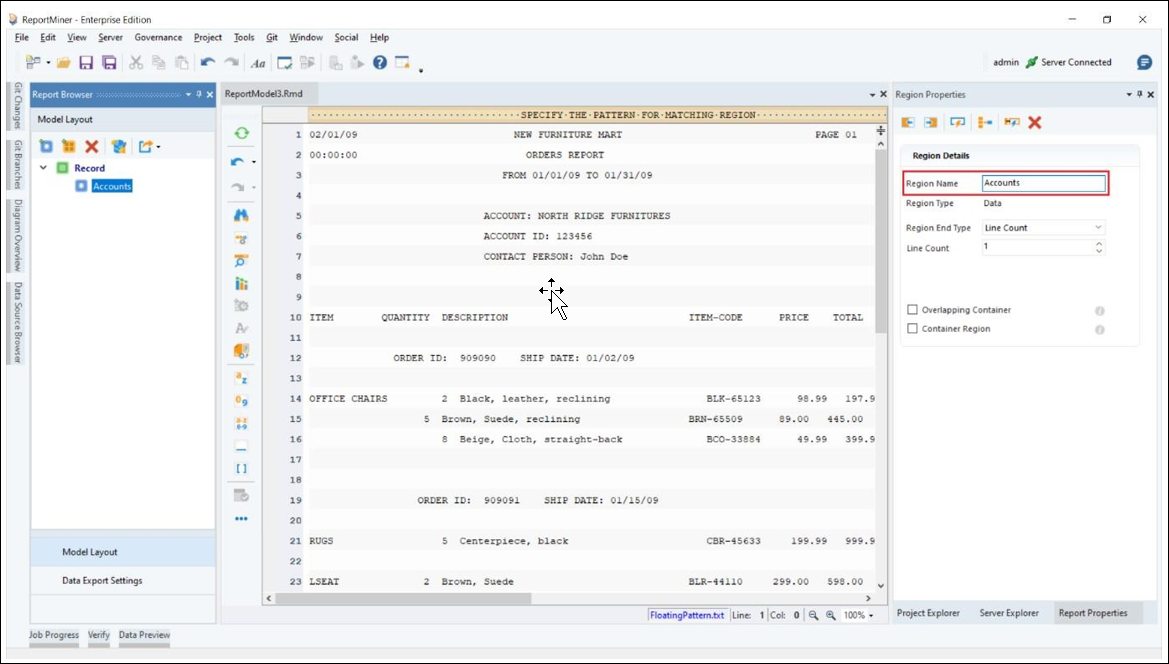 ReportMiner - Enterprise Edition
File Edit View Server Governance Project Tools Git Window Social Help
Aa admin Server Connected
Git Changes
Git Branches
Diagram Overview
Data Source Browser
Report Browser
Model Layout
Record
Accounts
Model Layout
Data Export Settings
ReportModel3.Rmd
SPECIFY·THE·PATTERN·FOR·MATCHING·REGION
1 02/01/09 NEW FURNITURE MART PAGE 01
2 00:00:00 ORDERS REPORT
3 FROM 01/01/09 TO 01/31/09
4
5 ACCOUNT: NORTH RIDGE FURNITURES
6 ACCOUNT ID: 123456
7 CONTACT PERSON: John Doe
8
9
10 ITEM QUANTITY DESCRIPTION ITEM-CODE PRICE TOTAL
11
12 ORDER ID: 909090 SHIP DATE: 01/02/09
13
14 OFFICE CHAIRS 2 Black, leather, reclining BLK-65123 98.99 197.9
15 5 Brown, Suede, reclining BRN-65509 89.00 445.00
16 8 Beige, Cloth, straight-back BCO-33884 49.99 399.9
17
18
19 ORDER ID: 909091 SHIP DATE: 01/15/09
20
21 RUGS 5 Centerpiece, black CBR-45633 199.99 999.9
22
23 LSEAT 2 Brown, Suede BLR-44110 299.00 598.00
FloatingPattern.txt Line: 1 Col: 0 100%
Region Properties
Region Details
Region Name Accounts
Region Type Data
Region End Type Line Count
Line Count 1
Overlapping Container
Container Region
Project Explorer Server Explorer Report Properties
Job Progress Verify Data Preview